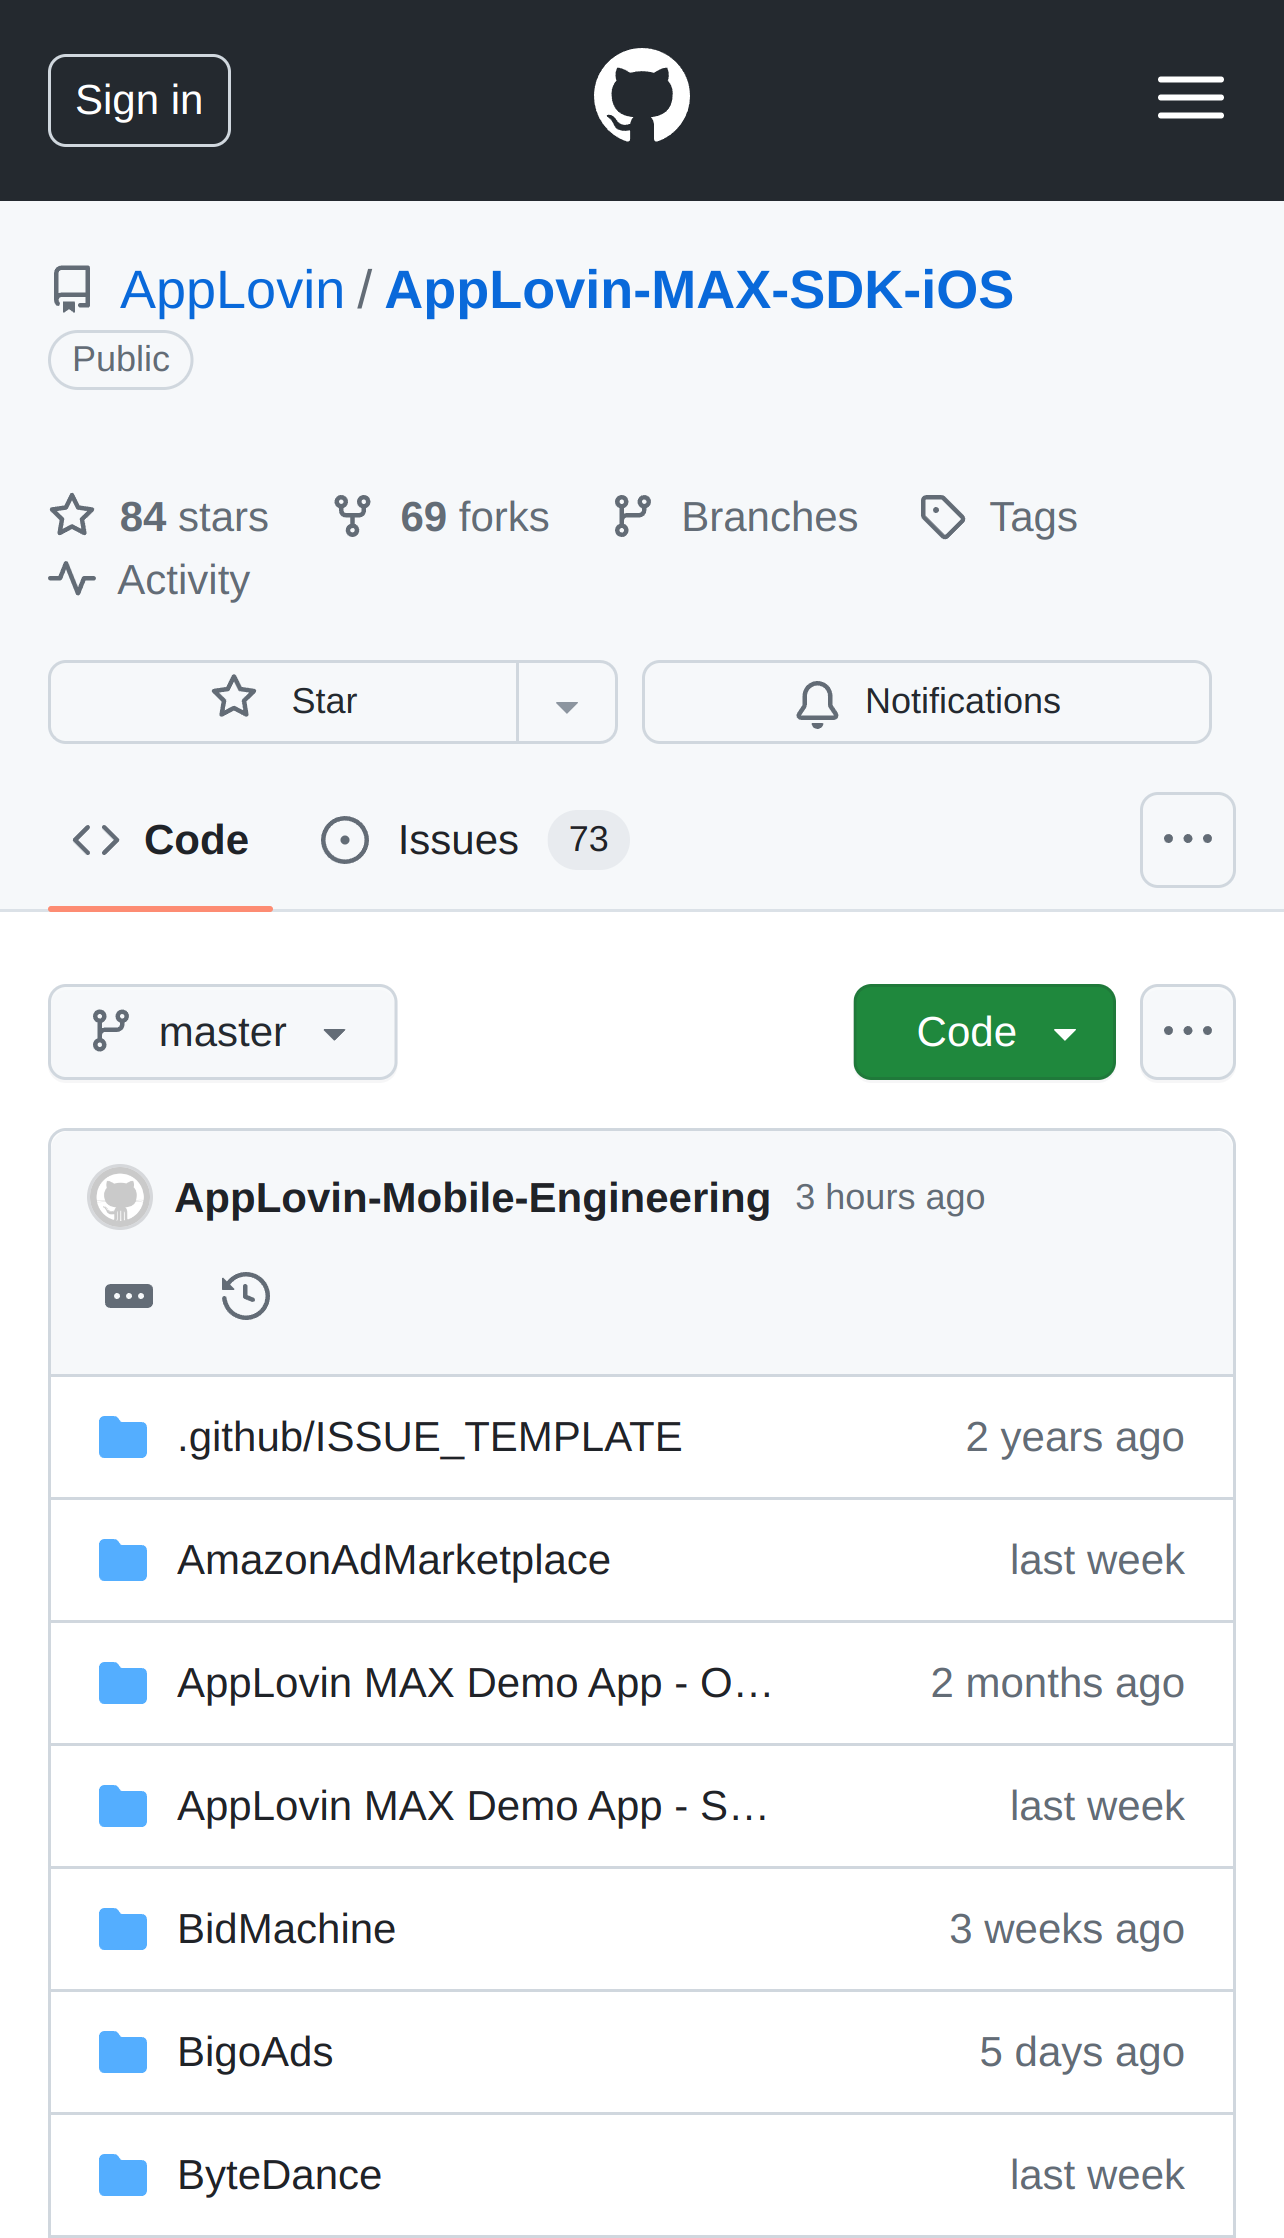 Sign in
AppLovin / AppLovin-MAX-SDK-iOS
Public
84 stars 69 forks Branches Tags
Activity
Star Notifications
Code Issues 73
master Code
AppLovin-Mobile-Engineering 3 hours ago
.github/ISSUE_TEMPLATE 2 years ago
AmazonAdMarketplace last week
AppLovin MAX Demo App - O… 2 months ago
AppLovin MAX Demo App - S… last week
BidMachine 3 weeks ago
BigoAds 5 days ago
ByteDance last week